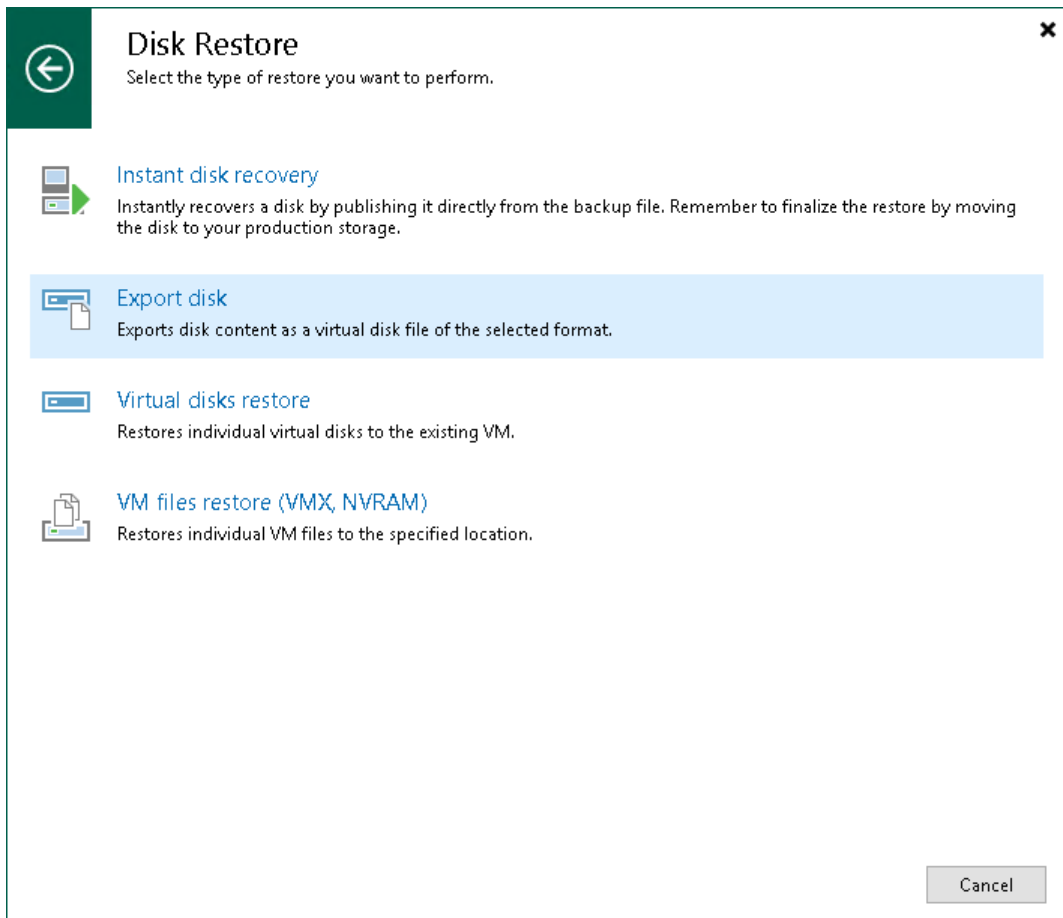 Disk Restore
Select the type of restore you want to perform.
Instant disk recovery
Instantly recovers a disk by publishing it directly from the backup file. Remember to finalize the restore by moving
the disk to your production storage.
Export disk
Exports disk content as a virtual disk file of the selected format.
Virtual disks restore
Restores individual virtual disks to the existing VM.
VM files restore (VMX, NVRAM)
Restores individual VM files to the specified location.
Cancel